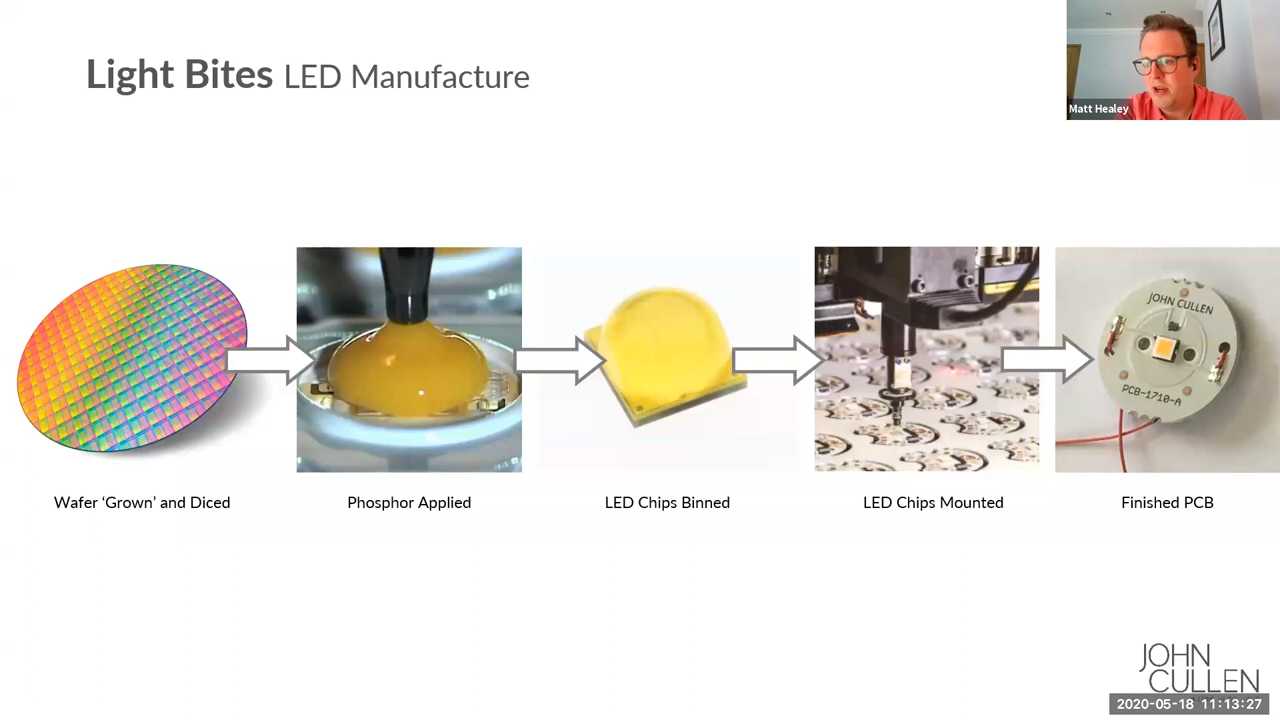 Light Bites LED Manufacture
Matt Healey
JOHN CULLEN
PCB-1710-A
Wafer ‘Grown’ and Diced
Phosphor Applied
LED Chips Binned
LED Chips Mounted
Finished PCB
JOHN
CULLEN
2020-05-18 11:13:27